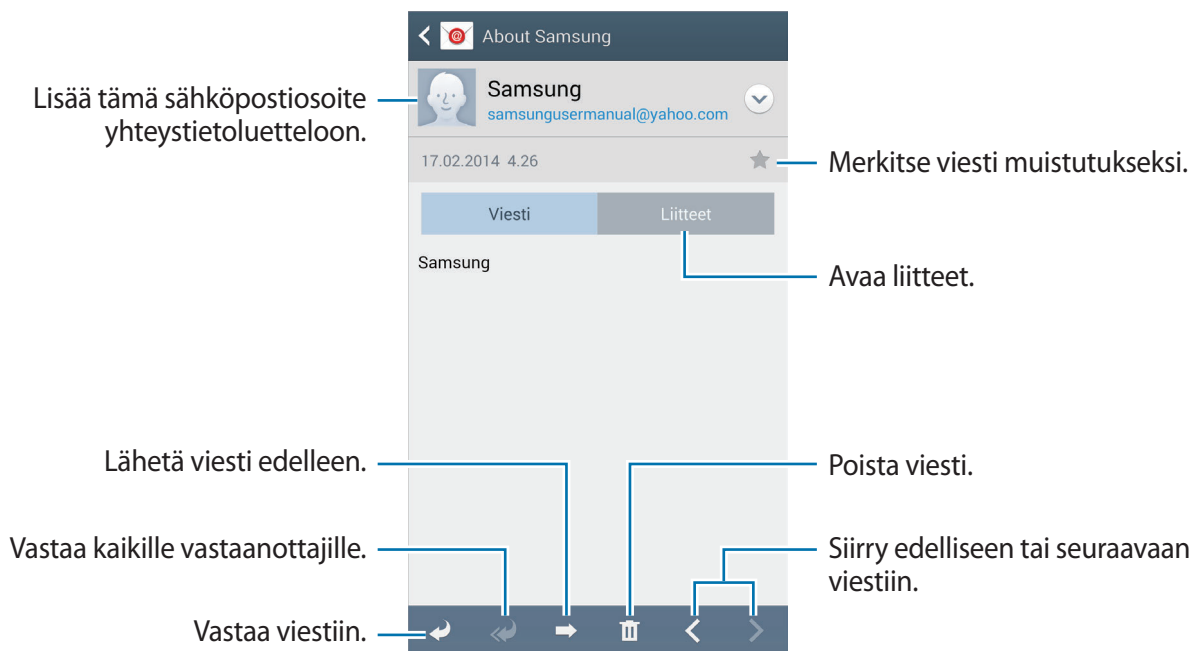 About Samsung
Lisää tämä sähköpostiosoite
yhteystietoluetteloon.
Samsung
samsungusermanual@yahoo.com
17.02.2014 4.26
Merkitse viesti muistutukseksi.
Viesti
Liitteet
Samsung
Avaa liitteet.
Lähetä viesti edelleen.
Poista viesti.
Vastaa kaikille vastaanottajille.
Siirry edelliseen tai seuraavaan
viestiin.
Vastaa viestiin.